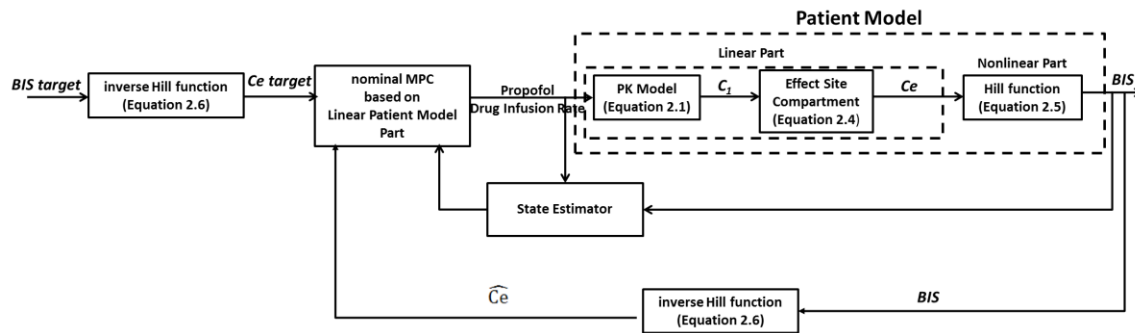 Patient Model
Linear Part
Nonlinear Part
BIS target
inverse Hill function
(Equation 2.6)
Ce target
nominal MPC
based on
Linear Patient Model
Part
Propofol
Drug Infusion Rate
PK Model
(Equation 2.1)
C₁
Effect Site
Compartment
(Equation 2.4)
Ce
Hill function
(Equation 2.5)
BIS
State Estimator
Ĉe
inverse Hill function
(Equation 2.6)
BIS